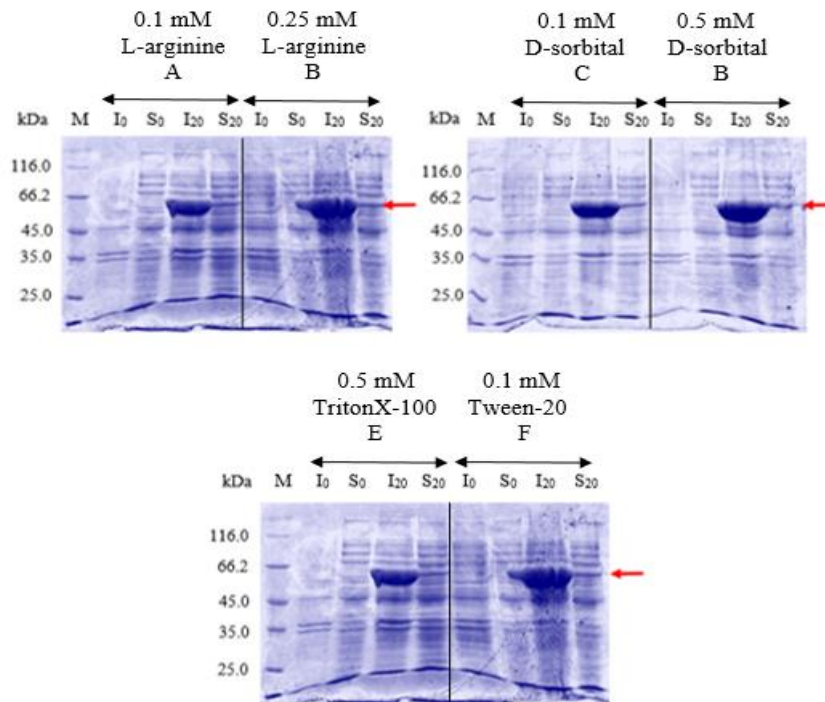 0.1 mM 0.25 mM
L-arginine L-arginine
A B
kDa M I0 S0 I20 S20 I0 S0 I20 S20
116.0
66.2
45.0
35.0
25.0
0.1 mM 0.5 mM
D-sorbital D-sorbital
C B
kDa M I0 S0 I20 S20 I0 S0 I20 S20
116.0
66.2
45.0
35.0
25.0
0.5 mM 0.1 mM
TritonX-100 Tween-20
E F
kDa M I0 S0 I20 S20 I0 S0 I20 S20
116.0
66.2
45.0
35.0
25.0